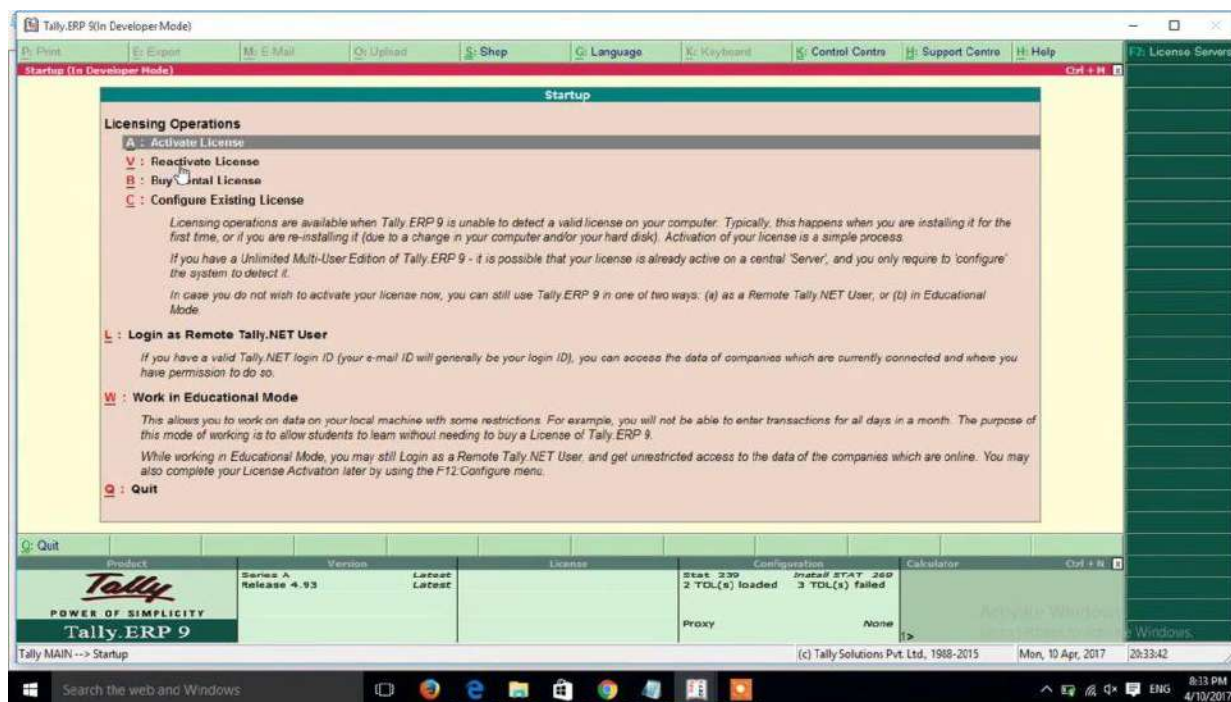 Tally.ERP 9(In Developer Mode)
P: Print E: Export M: E-Mail O: Upload S: Shop G: Language K: Keyboard K: Control Centre H: Support Centre H: Help F2: License Servers
Startup (In Developer Mode) Ctrl + M
Startup
Licensing Operations
A : Activate License
V : Reactivate License
B : Buy Rental License
C : Configure Existing License
Licensing operations are available when Tally.ERP 9 is unable to detect a valid license on your computer. Typically, this happens when you are installing it for the
first time, or if you are re-installing it (due to a change in your computer and/or your hard disk). Activation of your license is a simple process.
If you have a Unlimited Multi-User Edition of Tally.ERP 9 - it is possible that your license is already active on a central 'Server', and you only require to 'configure'
the system to detect it.
In case you do not wish to activate your license now, you can still use Tally.ERP 9 in one of two ways: (a) as a Remote Tally.NET User, or (b) in Educational
Mode.
L : Login as Remote Tally.NET User
If you have a valid Tally.NET login ID (your e-mail ID will generally be your login ID), you can access the data of companies which are currently connected and where you
have permission to do so.
W : Work in Educational Mode
This allows you to work on data on your local machine with some restrictions. For example, you will not be able to enter transactions for all days in a month. The purpose of
this mode of working is to allow students to learn without needing to buy a License of Tally.ERP 9.
While working in Educational Mode, you may still Login as a Remote Tally.NET User, and get unrestricted access to the data of the companies which are online. You may
also complete your License Activation later by using the F12:Configure menu.
Q : Quit
Q: Quit
Product Version License Configuration Calculator Ctrl + N
Tally
POWER OF SIMPLICITY
Tally.ERP 9
Series A Latest
Release 4.93 Latest
Stat 239 Install STAT 269
2 TDL(s) loaded 3 TDL(s) failed
Proxy None
1>
Activate Windows
Windows.
Tally MAIN --> Startup (c) Tally Solutions Pvt. Ltd., 1988-2015 Mon, 10 Apr, 2017 20:33:42
Search the web and Windows ENG 8:33 PM
4/10/2017